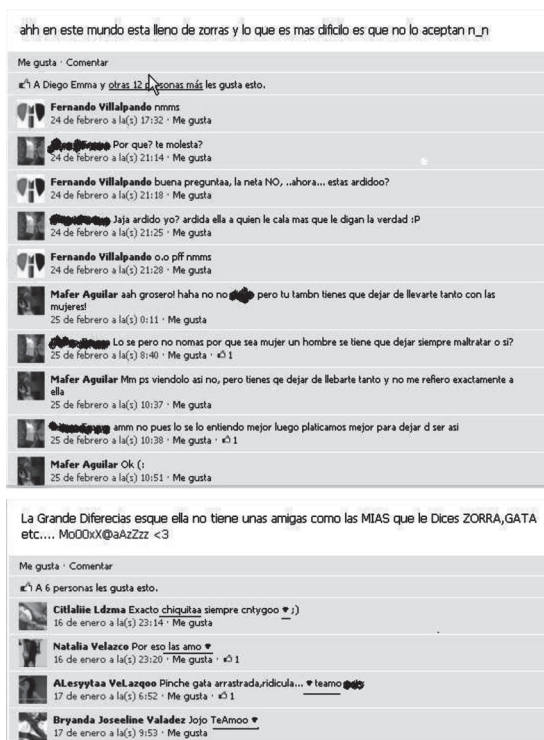 ahh en este mundo esta lleno de zorras y lo que es mas dificilo es que no lo aceptan n_n
Me gusta · Comentar
A Diego Emma y otras 12 personas más les gusta esto.
Fernando Villalpando nmms
24 de febrero a la(s) 17:32 · Me gusta
Por que? te molesta?
24 de febrero a la(s) 21:14 · Me gusta
Fernando Villalpando buena preguntaa, la neta NO, ..ahora... estas ardidoo?
24 de febrero a la(s) 21:18 · Me gusta
Jaja ardido yo? ardida ella a quien le cala mas que le digan la verdad :P
24 de febrero a la(s) 21:25 · Me gusta
Fernando Villalpando o.o pff nmms
24 de febrero a la(s) 21:28 · Me gusta
Mafer Aguilar aah grosero! haha no no pero tu tambn tienes que dejar de llevarte tanto con las
mujeres!
25 de febrero a la(s) 0:11 · Me gusta
Lo se pero no nomas por que sea mujer un hombre se tiene que dejar siempre maltratar o si?
25 de febrero a la(s) 8:40 · Me gusta · 1
Mafer Aguilar Mm ps viendolo asi no, pero tienes qe dejar de llebarte tanto y no me refiero exactamente a
ella
25 de febrero a la(s) 10:37 · Me gusta
amm no pues lo se lo entiendo mejor luego platicamos mejor para dejar d ser asi
25 de febrero a la(s) 10:38 · Me gusta · 1
Mafer Aguilar Ok (:
25 de febrero a la(s) 10:51 · Me gusta
La Grande Diferecias esque ella no tiene unas amigas como las MIAS que le Dices ZORRA,GATA
etc.... Mo00xX@aAzZzz <3
Me gusta · Comentar
A 6 personas les gusta esto.
Citlaliie Ldzma Exacto chiquitaa siempre cntygoo ♥ ;)
16 de enero a la(s) 23:14 · Me gusta
Natalia Velazco Por eso las amo ♥
16 de enero a la(s) 23:20 · Me gusta · 1
ALesyytaa VeLazqoo Pinche gata arrastrada,ridicula... ♥ teamo
17 de enero a la(s) 6:52 · Me gusta · 1
Bryanda Joseeline Valadez Jojo TeAmoo ♥
17 de enero a la(s) 9:53 · Me gusta